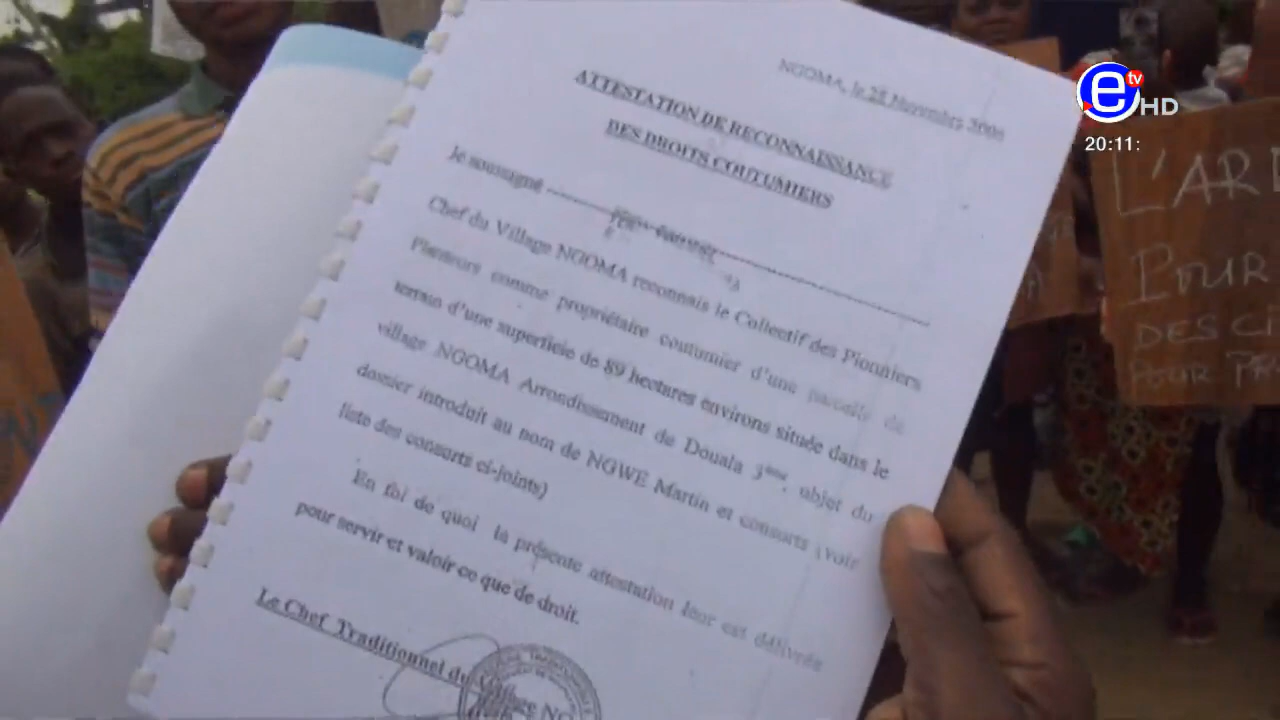 NGOMA, le 28 Novembre
ATTESTATION DE RECONNAISSANCE
DES DROITS COUTUMIERS
Je soussigné
Chef du Village NGOMA reconnais le Collectif des Pionniers
Planteurs comme propriétaire coutumier d'une parcelle de
terrain d'une superficie de 89 hectares environs située dans le
village NGOMA Arrondissement de Douala 3ème, objet du
dossier introduit au nom de NGWE Martin et consorts (voir
liste des consorts ci-joints)
En foi de quoi la présente attestation leur est délivrée
pour servir et valoir ce que de droit.
Le Chef Traditionnel du Village
e tv HD
20:11:
L'AR
POUR
DES CI
POUR PR